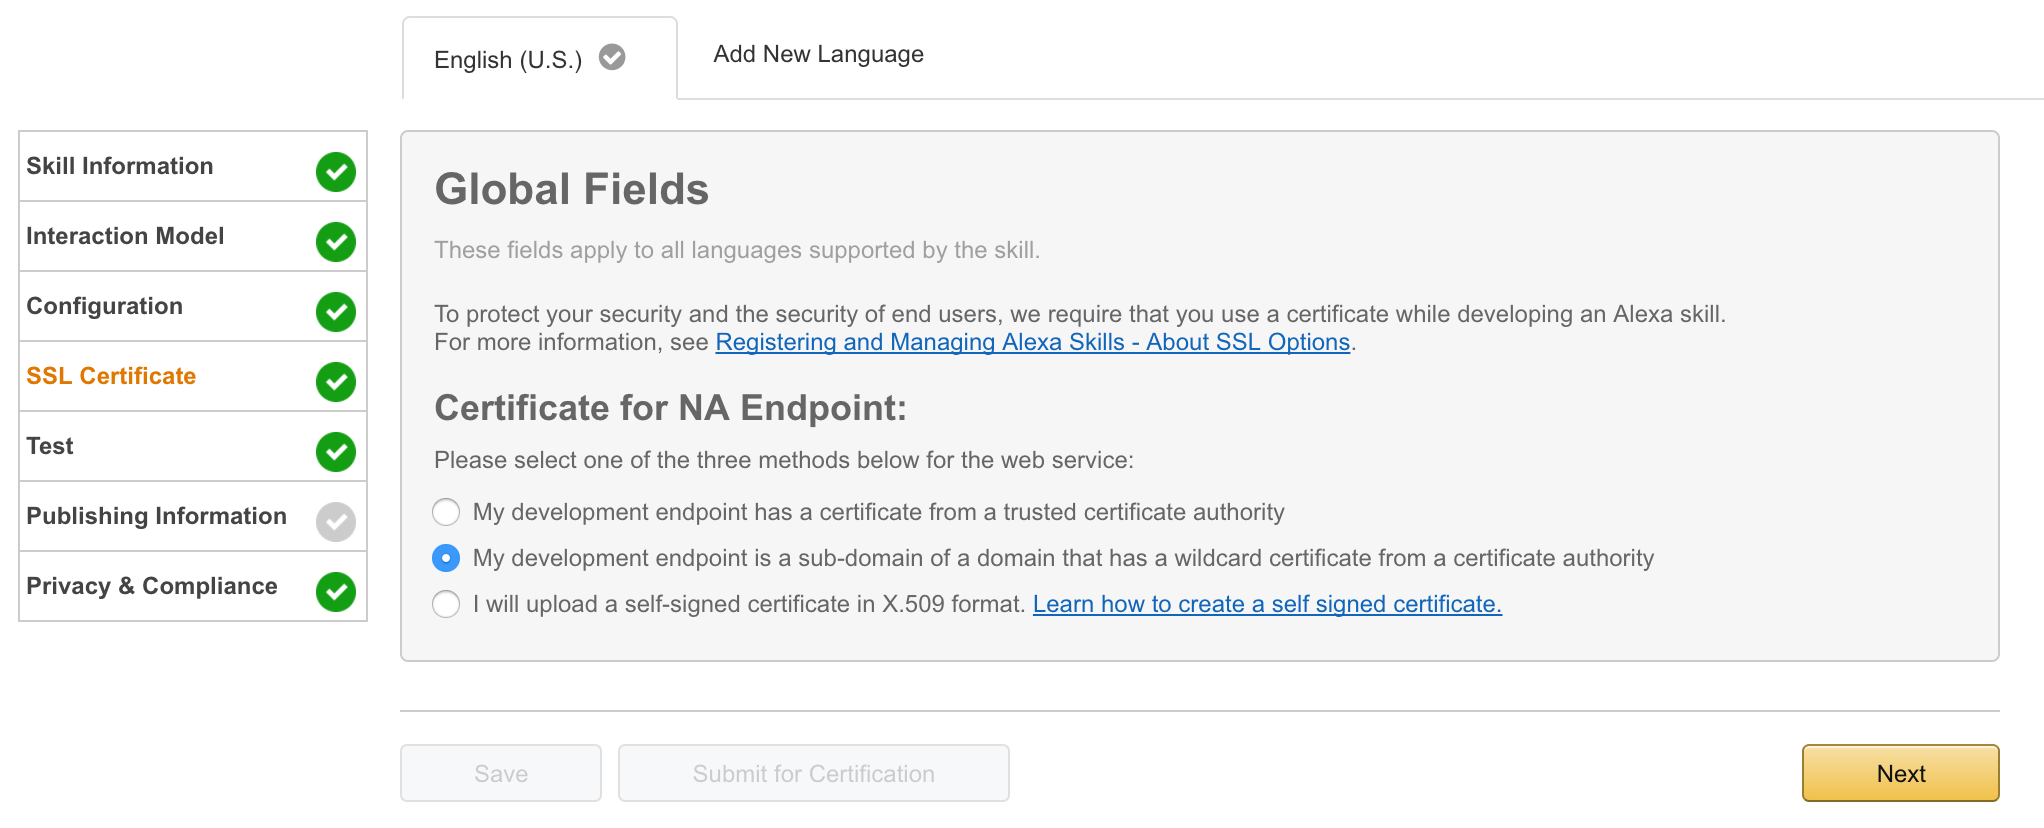 English (U.S.)
Add New Language
Skill Information
Interaction Model
Configuration
SSL Certificate
Test
Publishing Information
Privacy & Compliance
Global Fields
These fields apply to all languages supported by the skill.
To protect your security and the security of end users, we require that you use a certificate while developing an Alexa skill.
For more information, see Registering and Managing Alexa Skills - About SSL Options.
Certificate for NA Endpoint:
Please select one of the three methods below for the web service:
My development endpoint has a certificate from a trusted certificate authority
My development endpoint is a sub-domain of a domain that has a wildcard certificate from a certificate authority
I will upload a self-signed certificate in X.509 format. Learn how to create a self signed certificate.
Save
Submit for Certification
Next